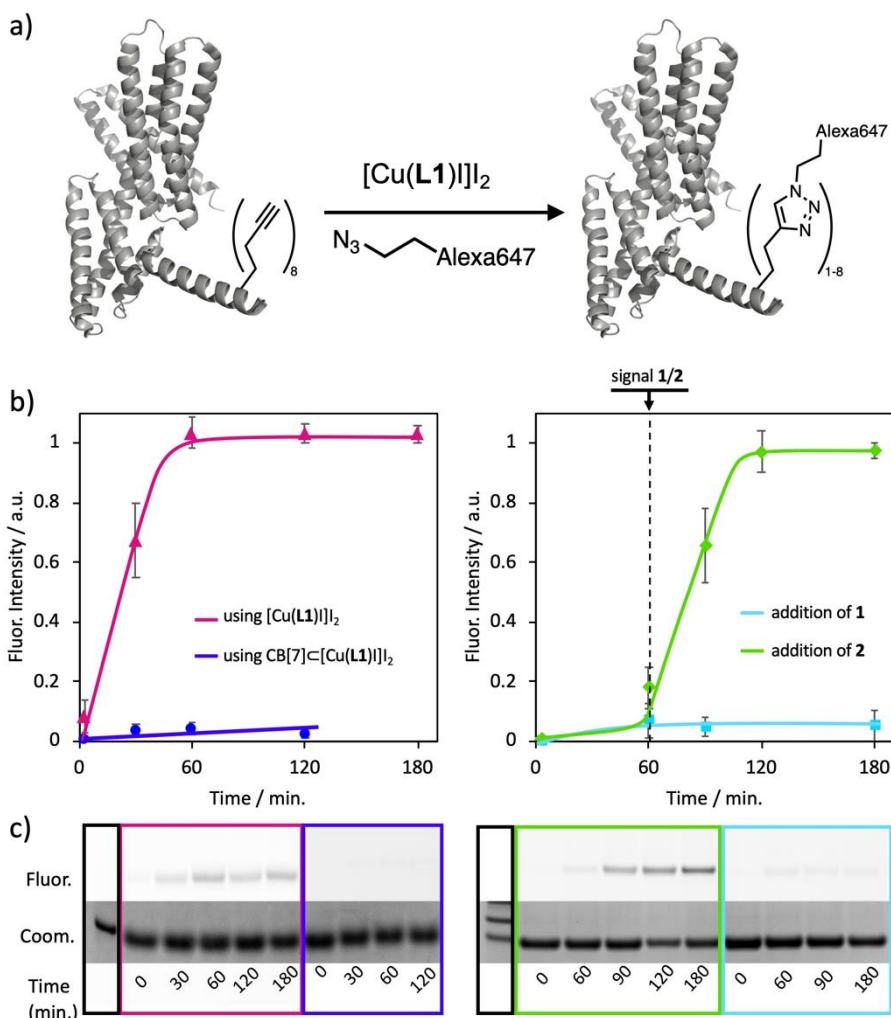 a)
Alexa647
[Cu(L1)I]I₂
N₃
Alexa647
8
N
N
N
1-8
b)
signal 1/2
Fluor. Intensity / a.u.
1
0.8
0.6
0.4
0.2
0
using [Cu(L1)I]I₂
using CB[7]⊂[Cu(L1)I]I₂
0 60 120 180
Time / min.
Fluor. Intensity / a.u.
1
0.8
0.6
0.4
0.2
0
addition of 1
addition of 2
0 60 120 180
Time / min.
c)
Fluor.
Coom.
Time
(min.)
0 30 60 120 180 0 30 60 120
0 60 90 120 180 0 60 90 180